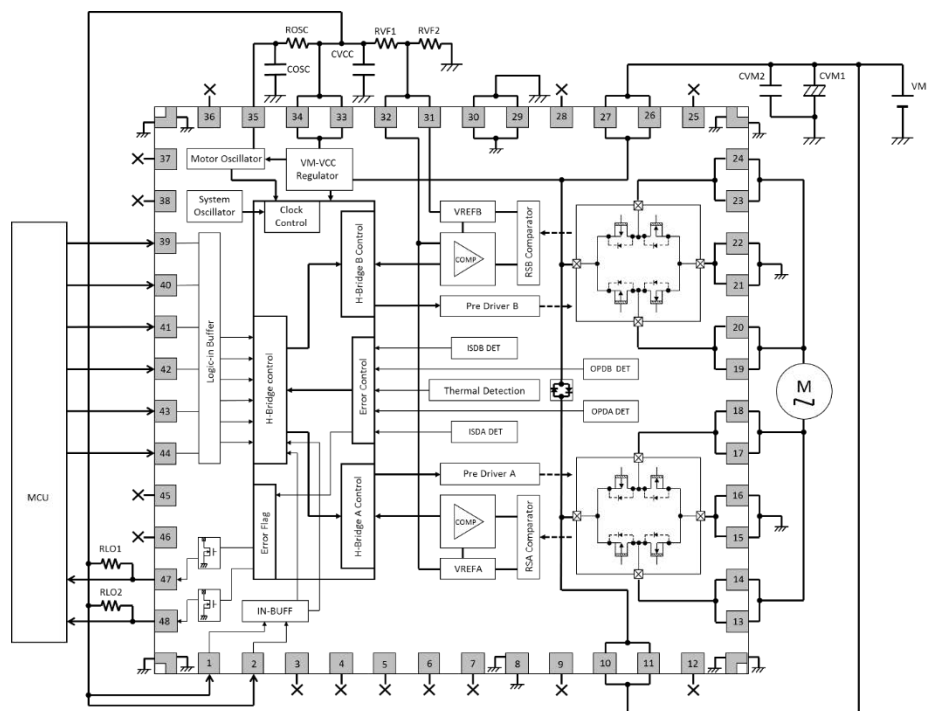 ROSC
RVF1
RVF2
COSC
CVCC
CVM2
CVM1
VM
36
35
34
33
32
31
30
29
28
27
26
25
37
Motor Oscillator
VM-VCC
Regulator
24
38
System
Oscillator
Clock
Control
23
VREFB
39
H-Bridge B Control
COMP
RSB Comparator
22
40
21
Pre Driver B
41
Logic-in Buffer
20
ISDB DET
42
H-Bridge control
Error Control
OPDB DET
19
Thermal Detection
M
43
OPDA DET
18
ISDA DET
44
17
Pre Driver A
MCU
45
H-Bridge A Control
COMP
RSA Comparator
16
46
Error Flag
15
RLO1
47
VREFA
14
RLO2
48
IN-BUFF
13
1
2
3
4
5
6
7
8
9
10
11
12